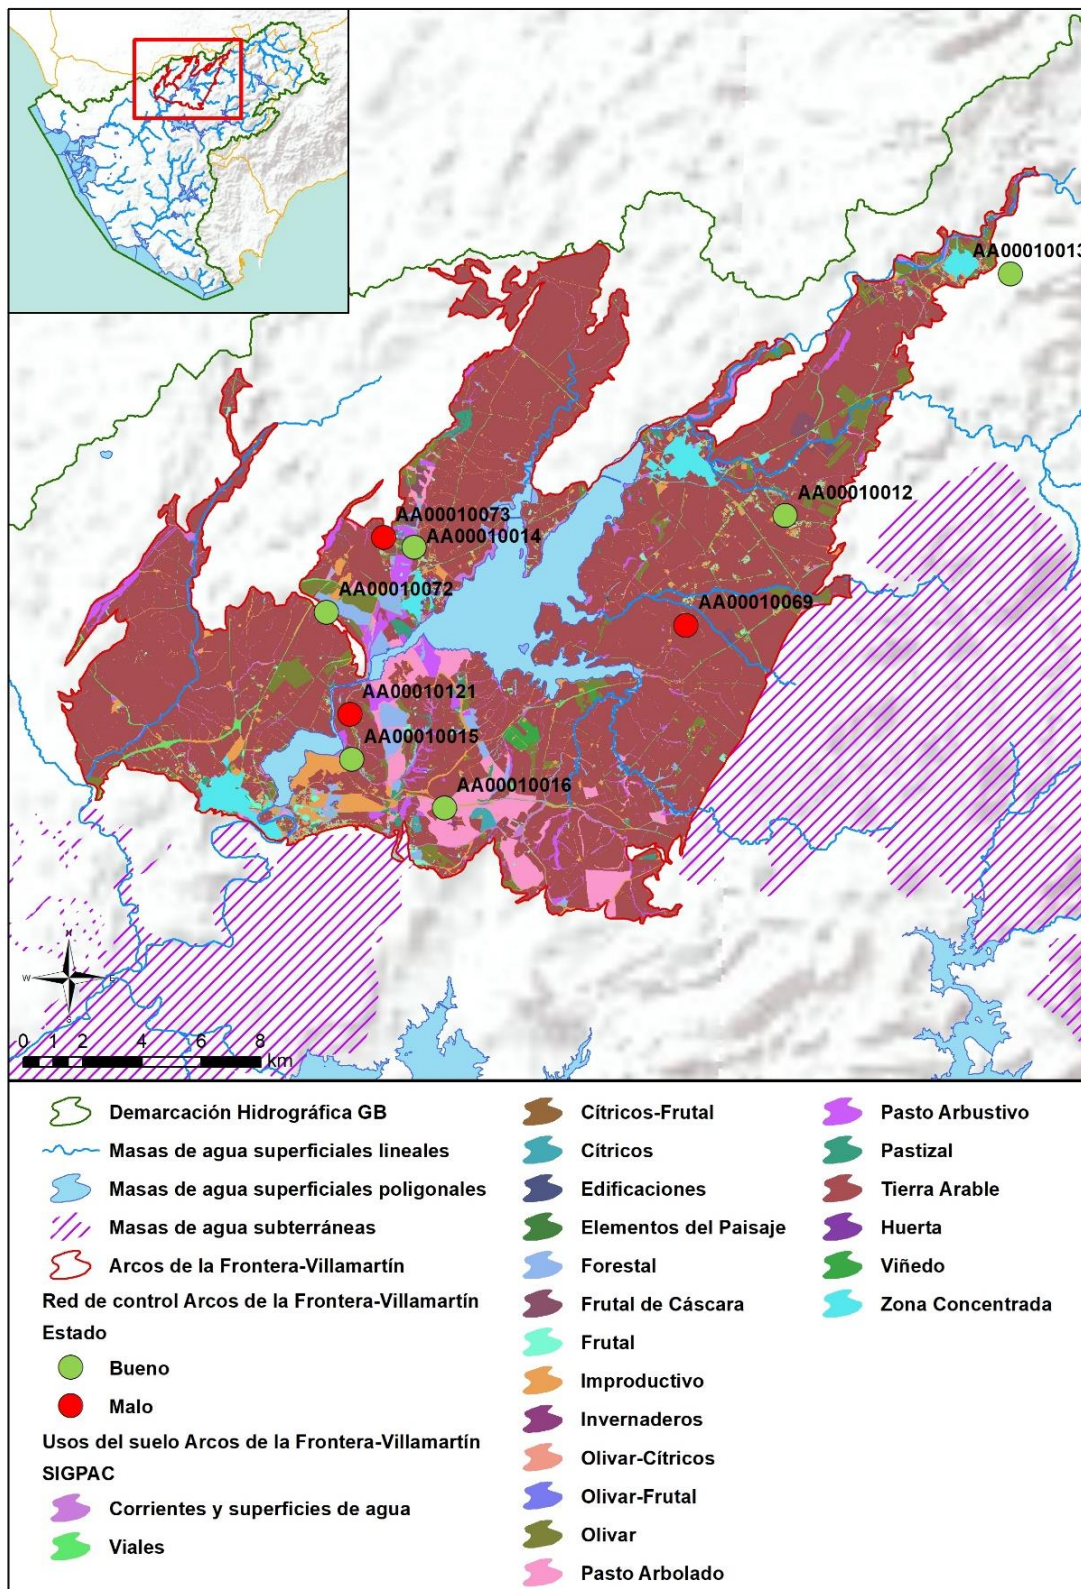 AA00010013
AA00010012
AA00010073
AA00010014
AA00010072
AA00010069
AA00010121
AA00010015
AA00010016
N
W E
S
0 1 2 4 6 8
km
Demarcación Hidrográfica GB
Masas de agua superficiales lineales
Masas de agua superficiales poligonales
Masas de agua subterráneas
Arcos de la Frontera-Villamartín
Red de control Arcos de la Frontera-Villamartín
Estado
Bueno
Malo
Usos del suelo Arcos de la Frontera-Villamartín
SIGPAC
Corrientes y superficies de agua
Viales
Cítricos-Frutal
Cítricos
Edificaciones
Elementos del Paisaje
Forestal
Frutal de Cáscara
Frutal
Improductivo
Invernaderos
Olivar-Cítricos
Olivar-Frutal
Olivar
Pasto Arbolado
Pasto Arbustivo
Pastizal
Tierra Arable
Huerta
Viñedo
Zona Concentrada